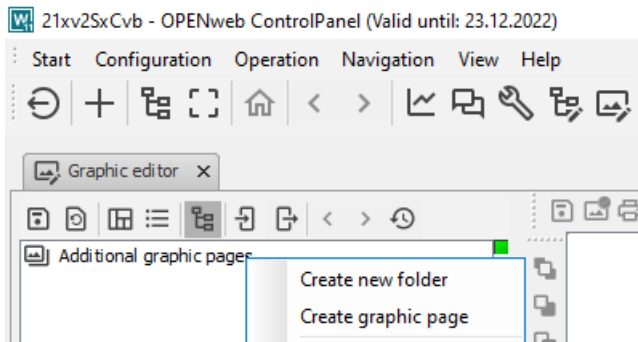 21xv2SxCvb - OPENweb ControlPanel (Valid until: 23.12.2022)
Start Configuration Operation Navigation View Help
Graphic editor
Additional graphic pages
Create new folder
Create graphic page